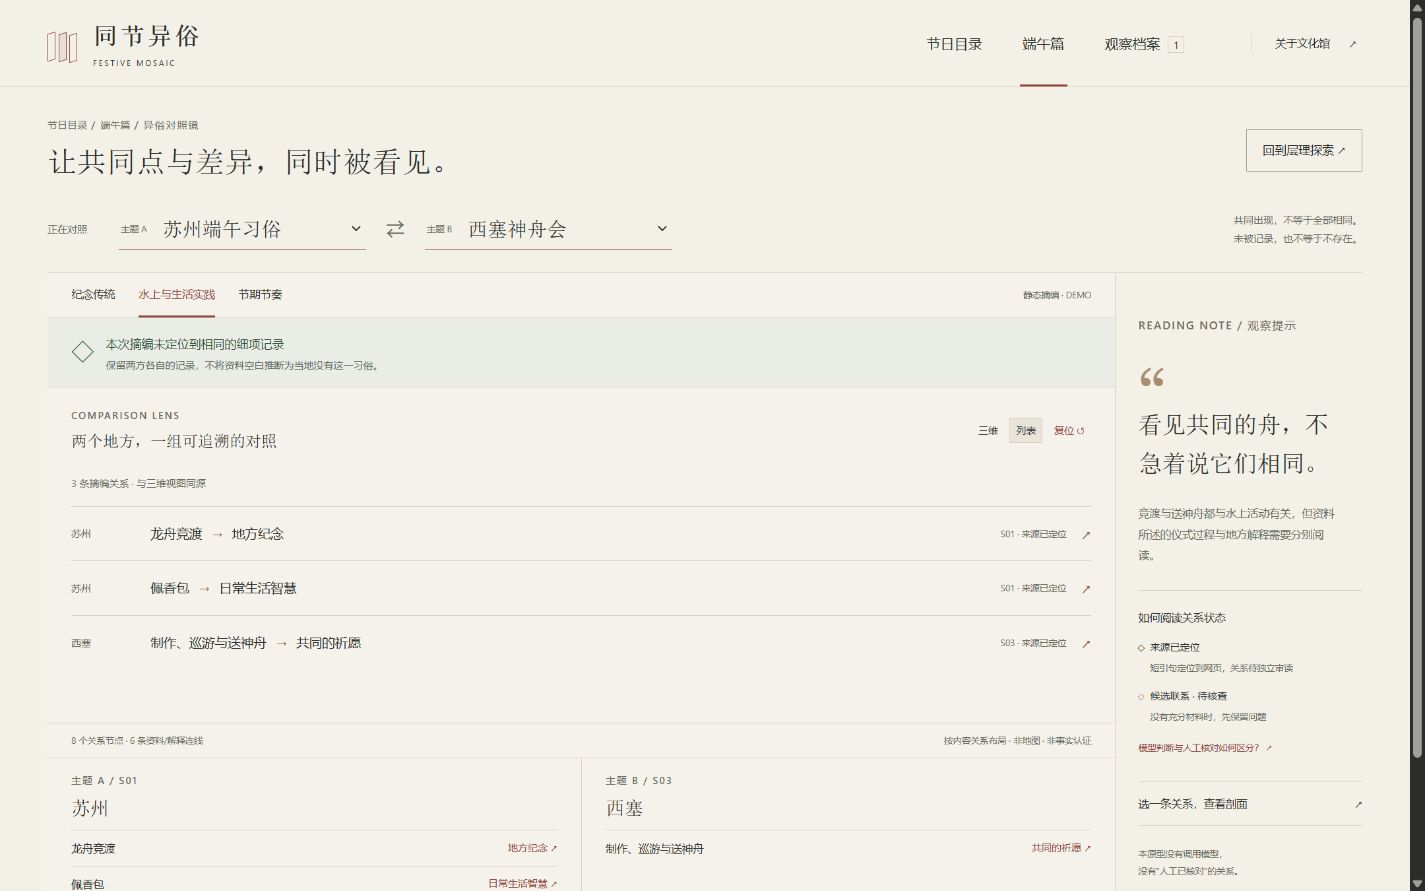 同节异俗
FESTIVE MOSAIC
节日目录
端午篇
观察档案 1
关于文化馆 ↗
节日目录 / 端午篇 / 异俗对照镜
让共同点与差异，同时被看见。
回到层理探索 ↗
正在对照
主题 A 苏州端午习俗
⇄
主题 B 西塞神舟会
共同出现，不等于全部相同。
未被记录，也不等于不存在。
纪念传统
水上与生活实践
节期节奏
静态摘编 · DEMO
本次摘编未定位到相同的细项记录
保留两方各自的记录，不将资料空白推断为当地没有这一习俗。
COMPARISON LENS
两个地方，一组可追溯的对照
三维
列表
复位 ↺
3 条摘编关系 · 与三维视图同源
苏州 龙舟竞渡 → 地方纪念 S01 · 来源已定位 ↗
苏州 佩香包 → 日常生活智慧 S01 · 来源已定位 ↗
西塞 制作、巡游与送神舟 → 共同的祈愿 S03 · 来源已定位 ↗
8 个关系节点 · 6 条资料/解释连线
按内容关系布局 · 非地图 · 非事实认证
主题 A / S01
苏州
龙舟竞渡 地方纪念 ↗
佩香包 日常生活智慧 ↗
主题 B / S03
西塞
制作、巡游与送神舟 共同的祈愿 ↗
READING NOTE / 观察提示
“
看见共同的舟，不
急着说它们相同。
竞渡与送神舟都与水上活动有关，但资料
所述的仪式过程与地方解释需要分别阅
读。
如何阅读关系状态
来源已定位
短引句定位到网页，关系待独立审读
候选联系 · 待核查
没有充分材料时，先保留问题
模型判断与人工核对如何区分？ ↗
选一条关系，查看剖面 ↗
本原型没有调用模型，
没有“人工已核对”的关系。